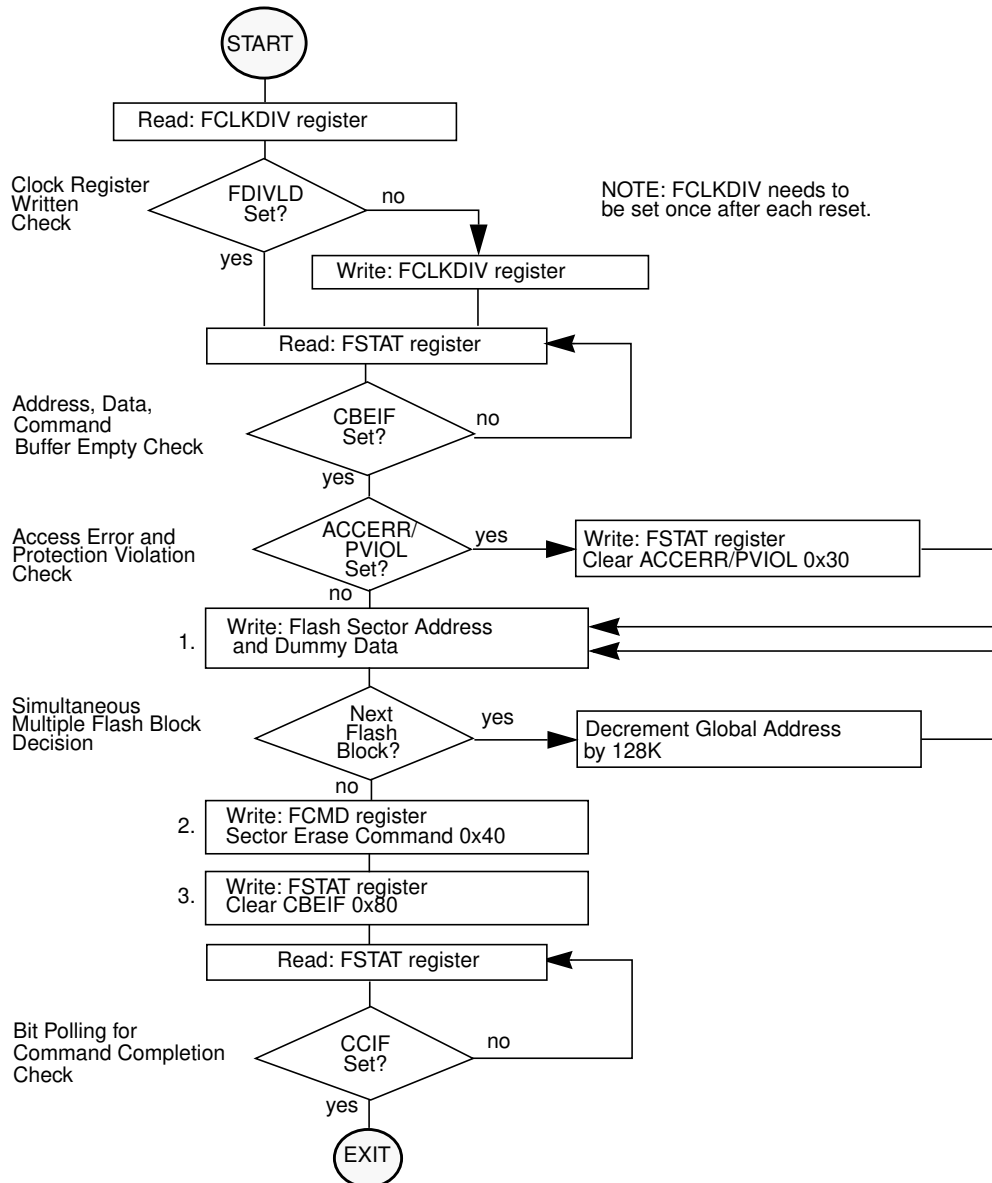 START
Read: FCLKDIV register
Clock Register
Written
Check
FDIVLD
Set?
no
NOTE: FCLKDIV needs to
be set once after each reset.
yes
Write: FCLKDIV register
Read: FSTAT register
Address, Data,
Command
Buffer Empty Check
CBEIF
Set?
no
yes
Access Error and
Protection Violation
Check
ACCERR/
PVIOL
Set?
yes
Write: FSTAT register
Clear ACCERR/PVIOL 0x30
no
1.
Write: Flash Sector Address
and Dummy Data
Simultaneous
Multiple Flash Block
Decision
Next
Flash
Block?
yes
Decrement Global Address
by 128K
no
2.
Write: FCMD register
Sector Erase Command 0x40
3.
Write: FSTAT register
Clear CBEIF 0x80
Read: FSTAT register
Bit Polling for
Command Completion
Check
CCIF
Set?
no
yes
EXIT